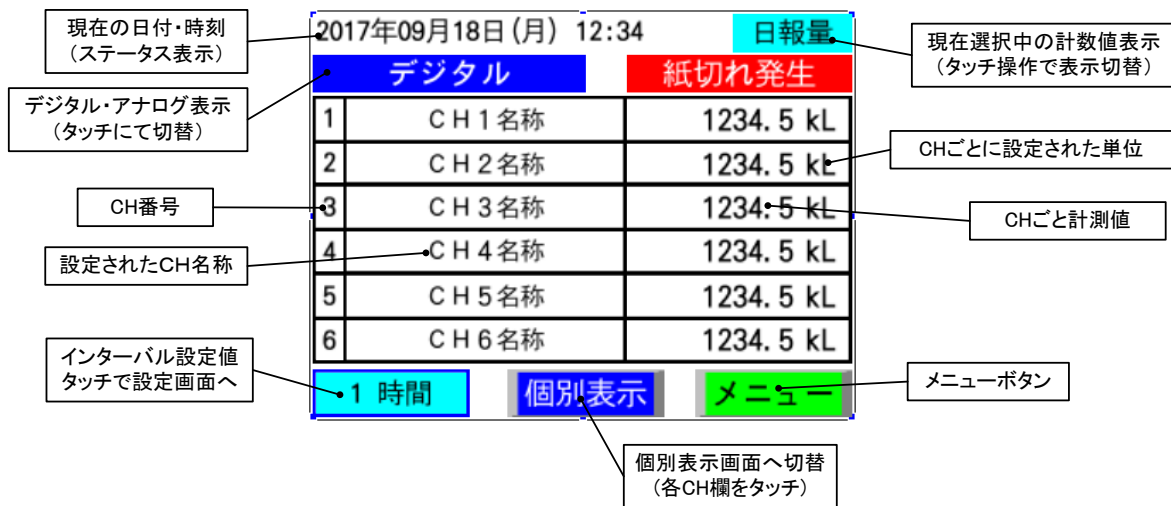 現在の日付・時刻
（ステータス表示）
2017年09月18日(月) 12:34
日報量
現在選択中の計数値表示
（タッチ操作で表示切替）
デジタル
紙切れ発生
デジタル・アナログ表示
（タッチにて切替）
1 ＣＨ１名称 1234.5 kL
2 ＣＨ２名称 1234.5 kL
CHごとに設定された単位
CH番号
3 ＣＨ３名称 1234.5 kL
CHごと計測値
設定されたCH名称
4 ＣＨ４名称 1234.5 kL
5 ＣＨ５名称 1234.5 kL
6 ＣＨ６名称 1234.5 kL
インターバル設定値
タッチで設定画面へ
1 時間
個別表示
メニュー
メニューボタン
個別表示画面へ切替
（各CH欄をタッチ）